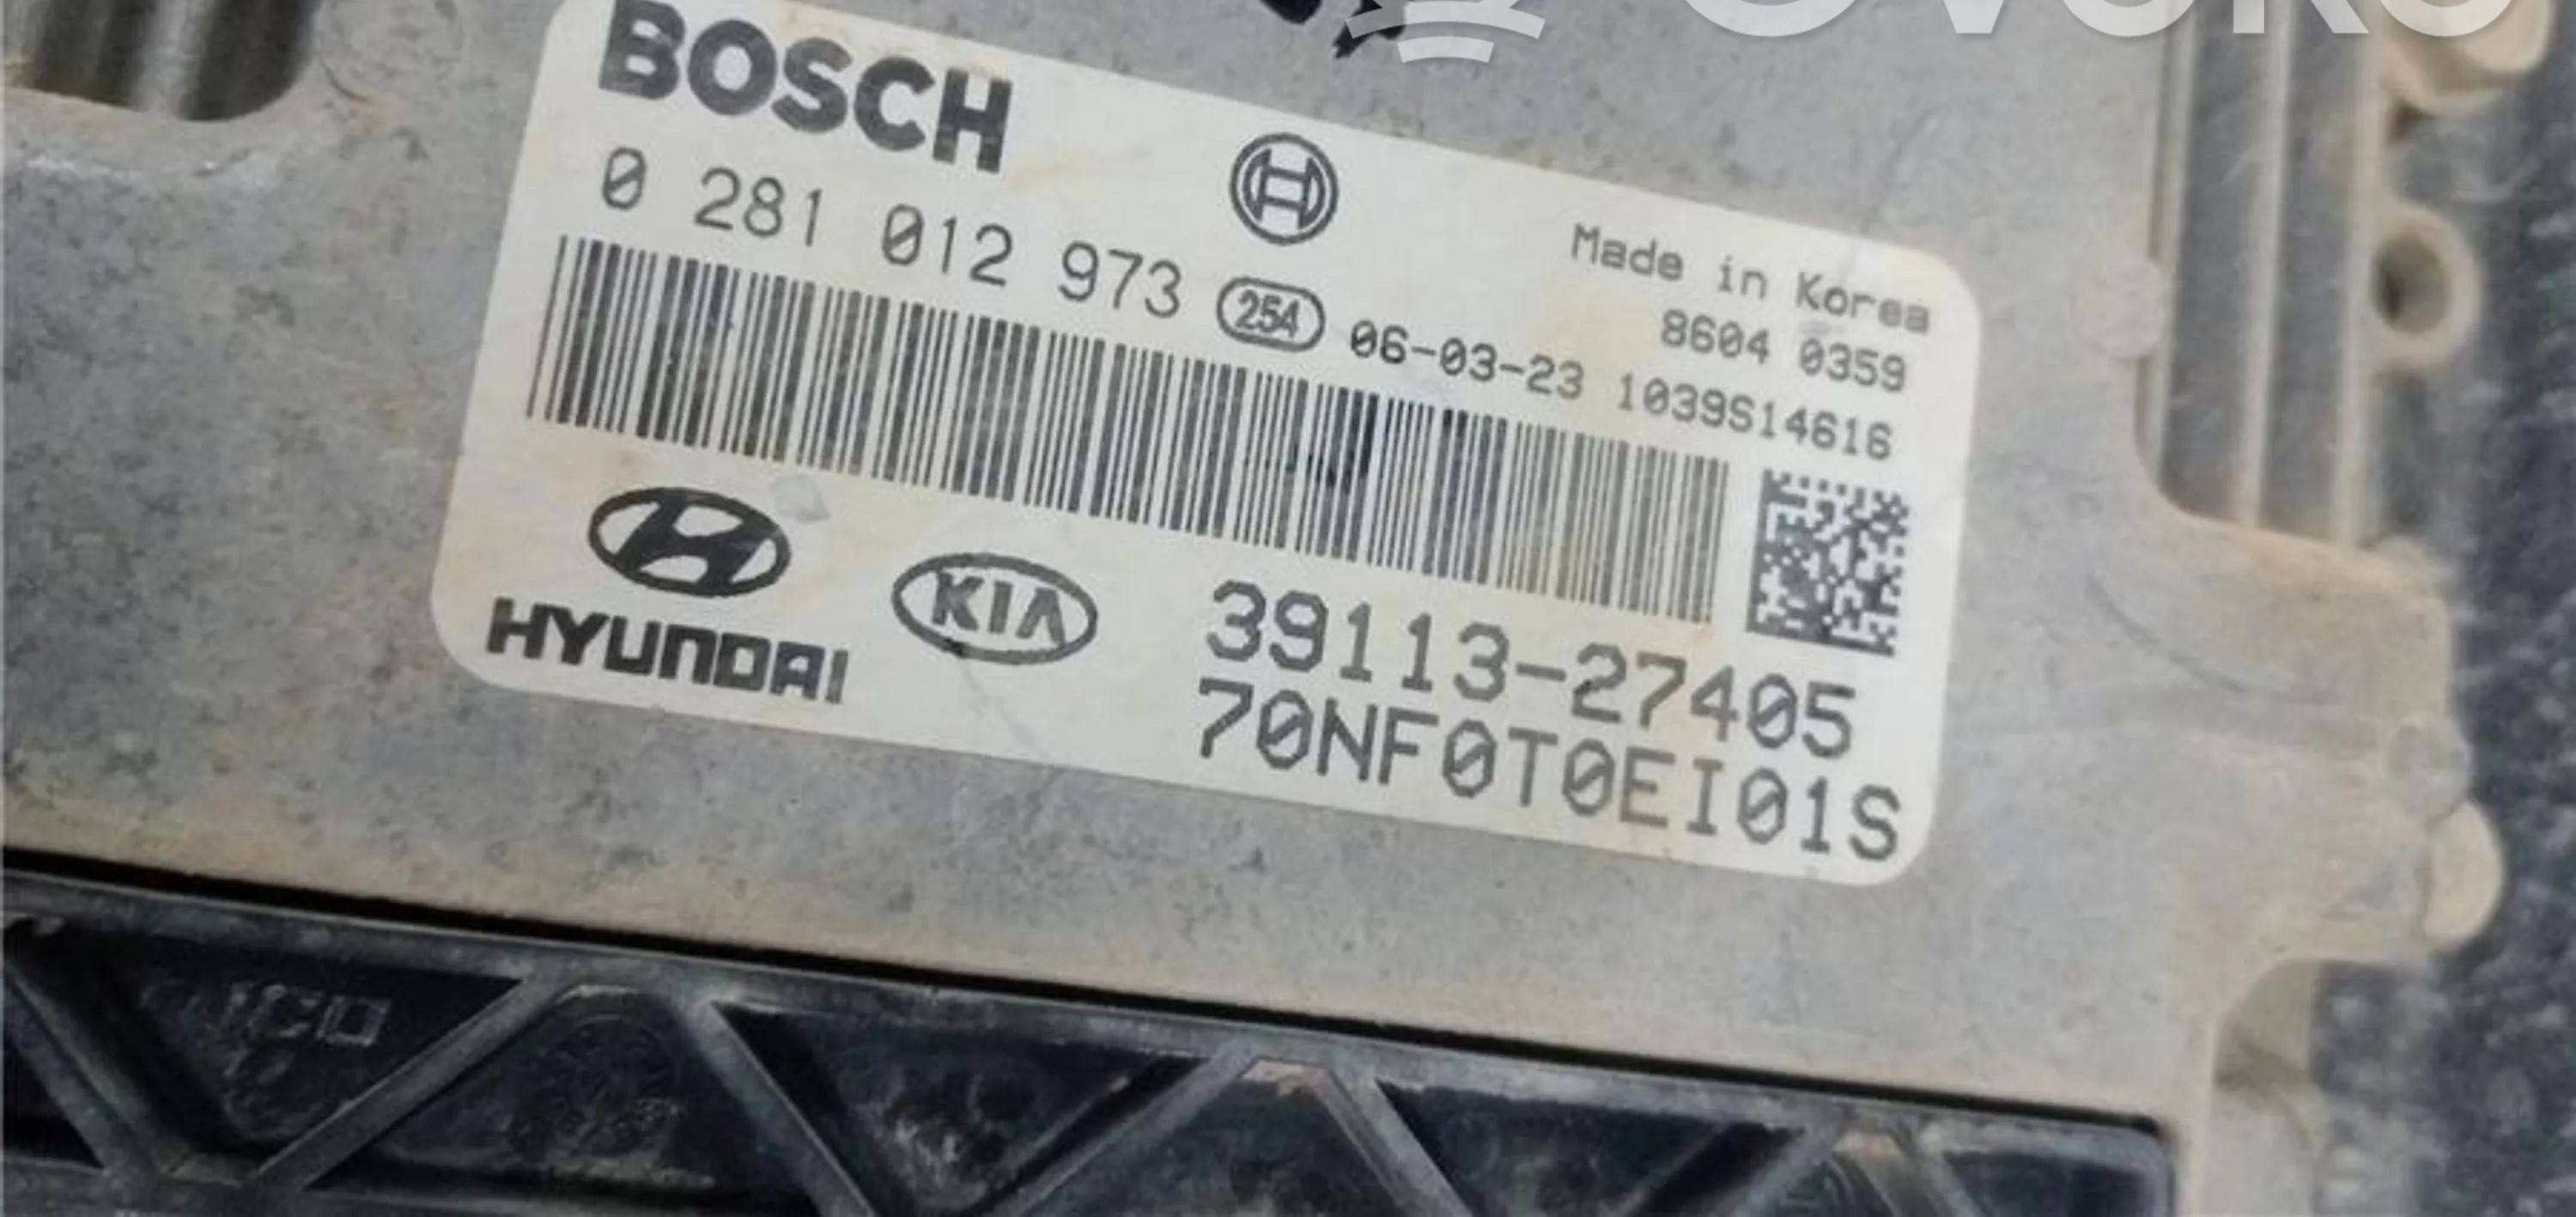 BOSCH
0 281 012 973
254
Made in Korea
8604 0359
06-03-23 1039S14616
HYUNDAI
KIA
39113-27405
70NF0T0EI01S